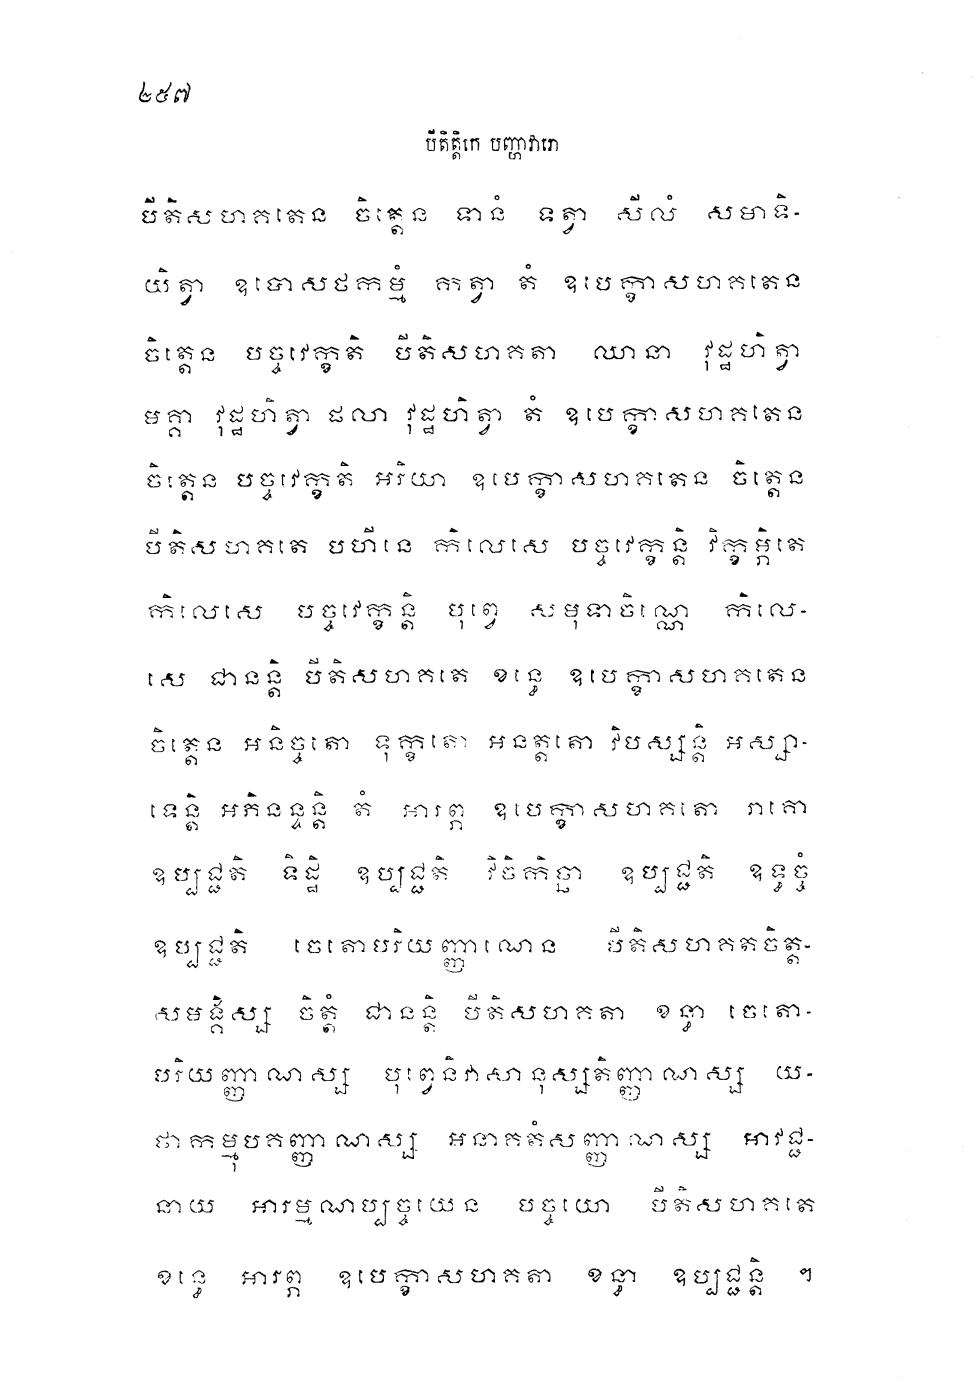 ២៥៧
បីតិត្តិកេ បញ្ហាវារោ
បីតិសហគតេន ចិត្តេន ទានំ ទត្វា សីលំ សមាទិ-
យិត្វា ឧបោសថកម្មំ កត្វា តំ ឧបេក្ខាសហគតេន
ចិត្តេន បច្ចវេក្ខតិ បីតិសហគតា ឈានា វុដ្ឋហិត្វា
មគ្គា វុដ្ឋហិត្វា ផលា វុដ្ឋហិត្វា តំ ឧបេក្ខាសហគតេន
ចិត្តេន បច្ចវេក្ខតិ អរិយា ឧបេក្ខាសហគតេន ចិត្តេន
បីតិសហគតេ បហីនេ កិលេសេ បច្ចវេក្ខន្តិ វិក្ខម្ភិតេ
កិលេសេ បច្ចវេក្ខន្តិ បុព្វេ សមុទាចិណ្ណេ កិលេ-
សេ ជានន្តិ បីតិសហគតេ ខន្ធេ ឧបេក្ខាសហគតេន
ចិត្តេន អនិច្ចតោ ទុក្ខតោ អនត្តតោ វិបស្សន្តិ អស្សា-
ទេន្តិ អភិនន្ទន្តិ តំ អារព្ភ ឧបេក្ខាសហគតោ រាគោ
ឧប្បជ្ជតិ ទិដ្ឋិ ឧប្បជ្ជតិ វិចិកិច្ឆា ឧប្បជ្ជតិ ឧទ្ធច្ចំ
ឧប្បជ្ជតិ ចេតោបរិយញ្ញាណេន បីតិសហគតចិត្ត-
សមង្គិស្ស ចិត្តំ ជានន្តិ បីតិសហគតា ខន្ធា ចេតោ-
បរិយញ្ញាណស្ស បុព្វេនិវាសានុស្សតិញ្ញាណស្ស យ-
ថាកម្មុបគញ្ញាណស្ស អនាគតំសញ្ញាណស្ស អាវជ្ជ-
នាយ អារម្មណប្បច្ចយេន បច្ចយោ បីតិសហគតេ
ខន្ធេ អារព្ភ ឧបេក្ខាសហគតា ខន្ធា ឧប្បជ្ជន្តិ ។